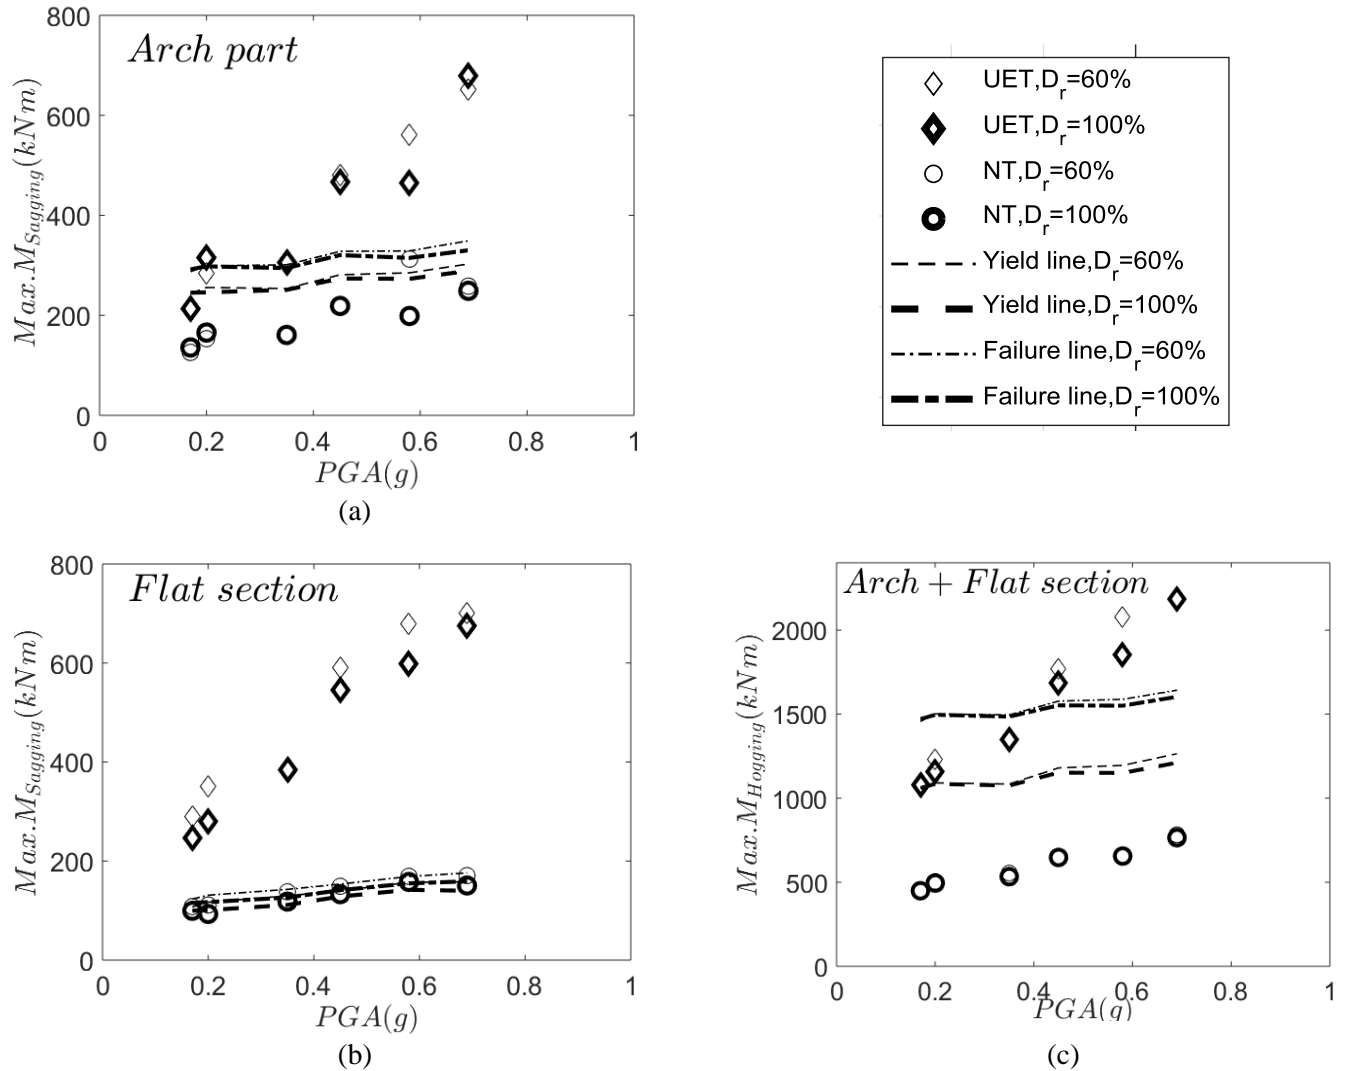 Arch part
800
600
400
200
0
Max.M_Sagging(kNm)
0 0.2 0.4 0.6 0.8 1
PGA(g)
(a)
UET,D_r=60%
UET,D_r=100%
NT,D_r=60%
NT,D_r=100%
Yield line,D_r=60%
Yield line,D_r=100%
Failure line,D_r=60%
Failure line,D_r=100%
Flat section
800
600
400
200
0
Max.M_Sagging(kNm)
0 0.2 0.4 0.6 0.8 1
PGA(g)
(b)
Arch + Flat section
2000
1500
1000
500
0
Max.M_Hogging(kNm)
0 0.2 0.4 0.6 0.8 1
PGA(g)
(c)